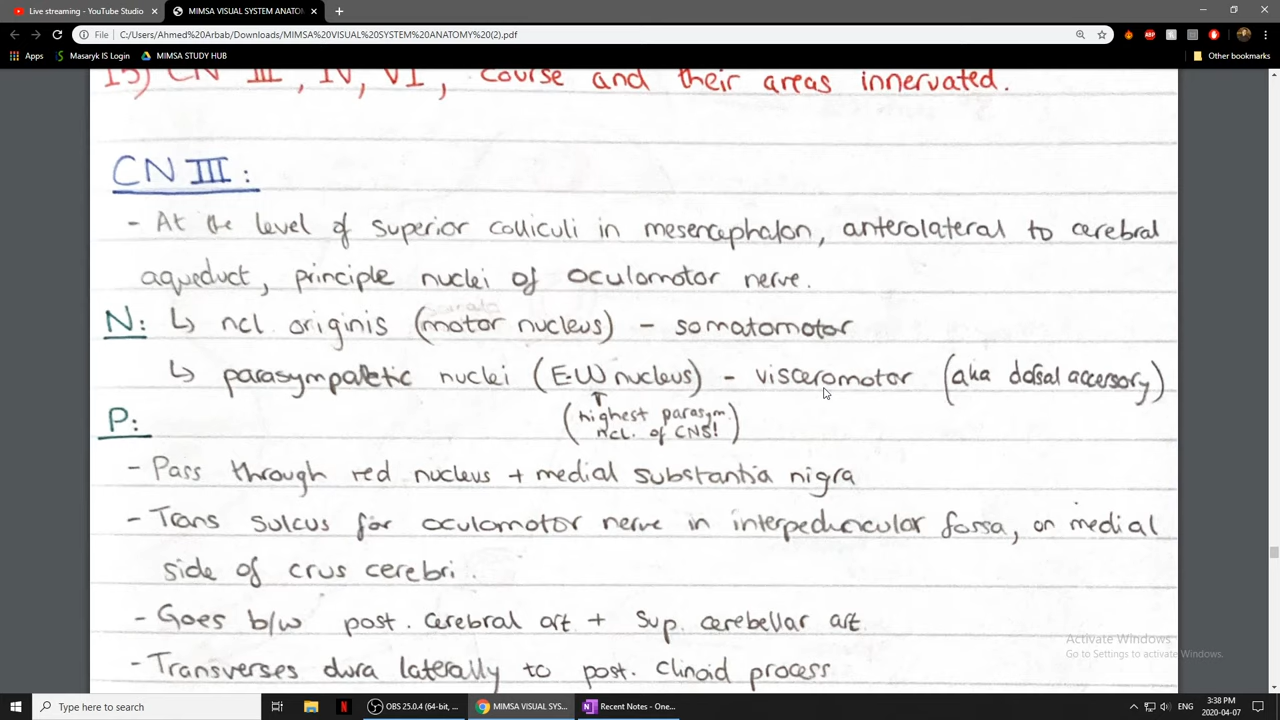 Live streaming - YouTube Studio
MIMSA VISUAL SYSTEM ANATOM
File
C:/Users/Ahmed%20Arbab/Downloads/MIMSA%20VISUAL%20SYSTEM%20ANATOMY%20(2).pdf
Apps
Masaryk IS Login
MIMSA STUDY HUB
Other bookmarks
15) CN III, IV, VI, course and their areas innervated.
CN III:
- At the level of superior colliculi in mesencephalon, anterolateral to cerebral
aqueduct, principle nuclei of oculomotor nerve.
N: ↳ ncl originis (motor nucleus) - somatomotor
↳ parasympatetic nuclei (E-W nucleus) - visceromotor (aka dorsal accessory)
(highest parasym.
ncl. of CNS!)
P:
- Pass through red nucleus + medial substantia nigra
- Trans sulcus for oculomotor nerve in interpeduncular fossa, on medial
side of crus cerebri.
- Goes b/w post. cerebral art + sup. cerebellar art.
- Transverses dura laterally to post. clinoid process
Activate Windows
Go to Settings to activate Windows.
Type here to search
OBS 25.0.4 (64-bit, ...
MIMSA VISUAL SYS...
Recent Notes - One...
3:38 PM
2020-04-07